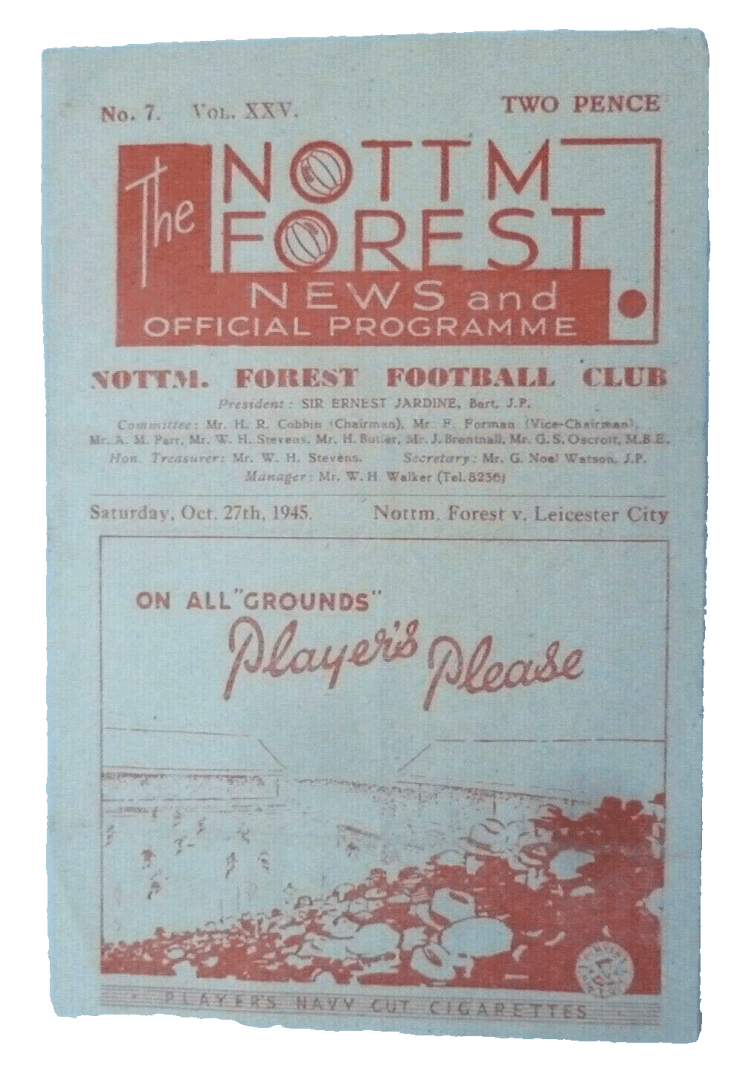 No. 7. VOL. XXV. TWO PENCE
The NOTTM
FOREST
NEWS and
OFFICIAL PROGRAMME
NOTTM. FOREST FOOTBALL CLUB
President : SIR ERNEST JARDINE, Bart, J.P.
Committee: Mr. H. R. Cobbin (Chairman), Mr. F. Forman (Vice-Chairman),
Mr. A. M. Parr, Mr. W. H. Stevens, Mr. H. Butler, Mr. J. Brentnall, Mr. G. S. Oscroft, M.B.E.
Hon. Treasurer: Mr. W. H. Stevens. Secretary: Mr. G. Noel Watson, J.P.
Manager: Mr. W. H. Walker (Tel. 8236)
Saturday, Oct. 27th, 1945. Nottm. Forest v. Leicester City
ON ALL "GROUNDS"
Player's Please
PLAYER'S NAVY CUT CIGARETTES